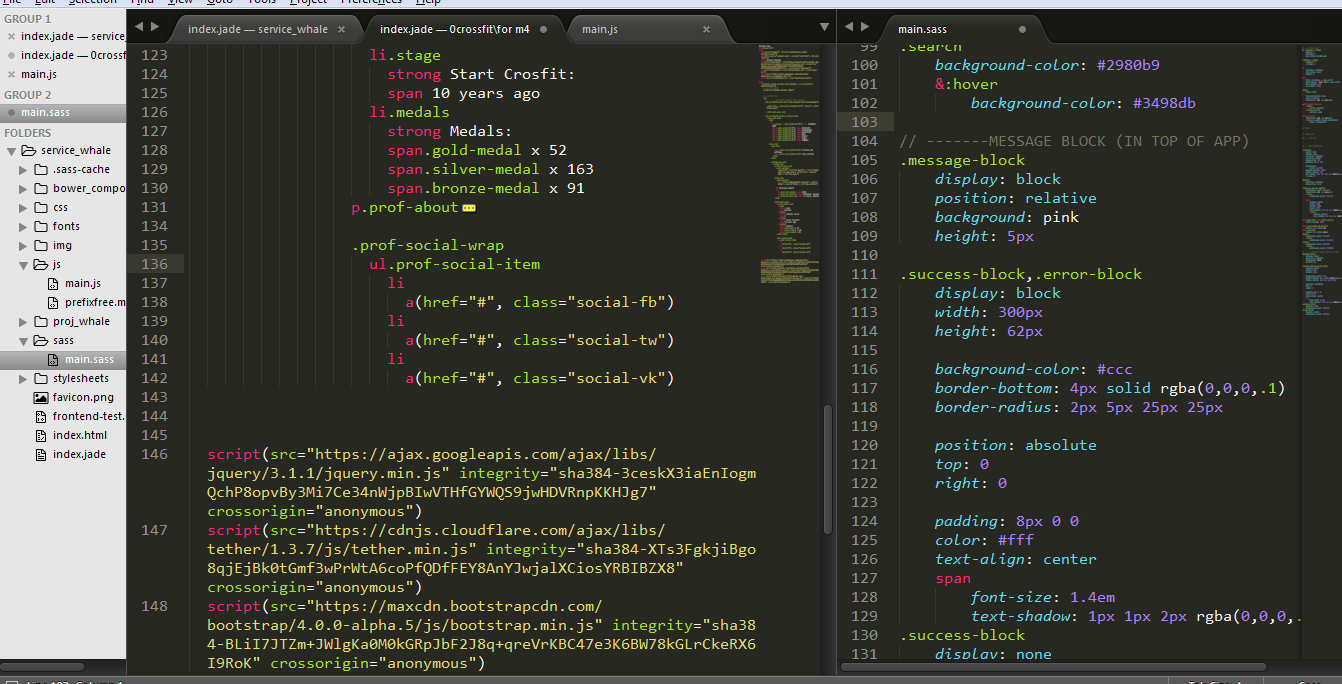 File Edit Selection Find View Goto Tools Project Preferences Help
GROUP 1
index.jade — service_
index.jade — 0crossf
main.js
GROUP 2
main.sass
FOLDERS
service_whale
.sass-cache
bower_compo
css
fonts
img
js
main.js
prefixfree.m
proj_whale
sass
main.sass
stylesheets
favicon.png
frontend-test.
index.html
index.jade
index.jade — service_whale ×
index.jade — 0crossfit\for m4
main.js ×
123 li.stage
124 strong Start Crosfit:
125 span 10 years ago
126 li.medals
127 strong Medals:
128 span.gold-medal x 52
129 span.silver-medal x 163
130 span.bronze-medal x 91
131 p.prof-about
134
135 .prof-social-wrap
136 ul.prof-social-item
137 li
138 a(href="#", class="social-fb")
139 li
140 a(href="#", class="social-tw")
141 li
142 a(href="#", class="social-vk")
143
144
145
146 script(src="https://ajax.googleapis.com/ajax/libs/
jquery/3.1.1/jquery.min.js" integrity="sha384-3ceskX3iaEnIogm
QchP8opvBy3Mi7Ce34nWjpBIwVTHfGYWQS9jwHDVRnpKKHJg7"
crossorigin="anonymous")
147 script(src="https://cdnjs.cloudflare.com/ajax/libs/
tether/1.3.7/js/tether.min.js" integrity="sha384-XTs3FgkjiBgo
8qjEjBk0tGmf3wPrWtA6coPfQDfFEY8AnYJwjalXCiosYRBIBZX8"
crossorigin="anonymous")
148 script(src="https://maxcdn.bootstrapcdn.com/
bootstrap/4.0.0-alpha.5/js/bootstrap.min.js" integrity="sha38
4-BLiI7JTZm+JWlgKa0M0kGRpJbF2J8q+qreVrKBC47e3K6BW78kGLrCkeRX6
I9RoK" crossorigin="anonymous")
main.sass
99 .search
100 background-color: #2980b9
101 &:hover
102 background-color: #3498db
103
104 // -------MESSAGE BLOCK (IN TOP OF APP)
105 .message-block
106 display: block
107 position: relative
108 background: pink
109 height: 5px
110
111 .success-block,.error-block
112 display: block
113 width: 300px
114 height: 62px
115
116 background-color: #ccc
117 border-bottom: 4px solid rgba(0,0,0,.1)
118 border-radius: 2px 5px 25px 25px
119
120 position: absolute
121 top: 0
122 right: 0
123
124 padding: 8px 0 0
125 color: #fff
126 text-align: center
127 span
128 font-size: 1.4em
129 text-shadow: 1px 1px 2px rgba(0,0,0,.
130 .success-block
131 display: none